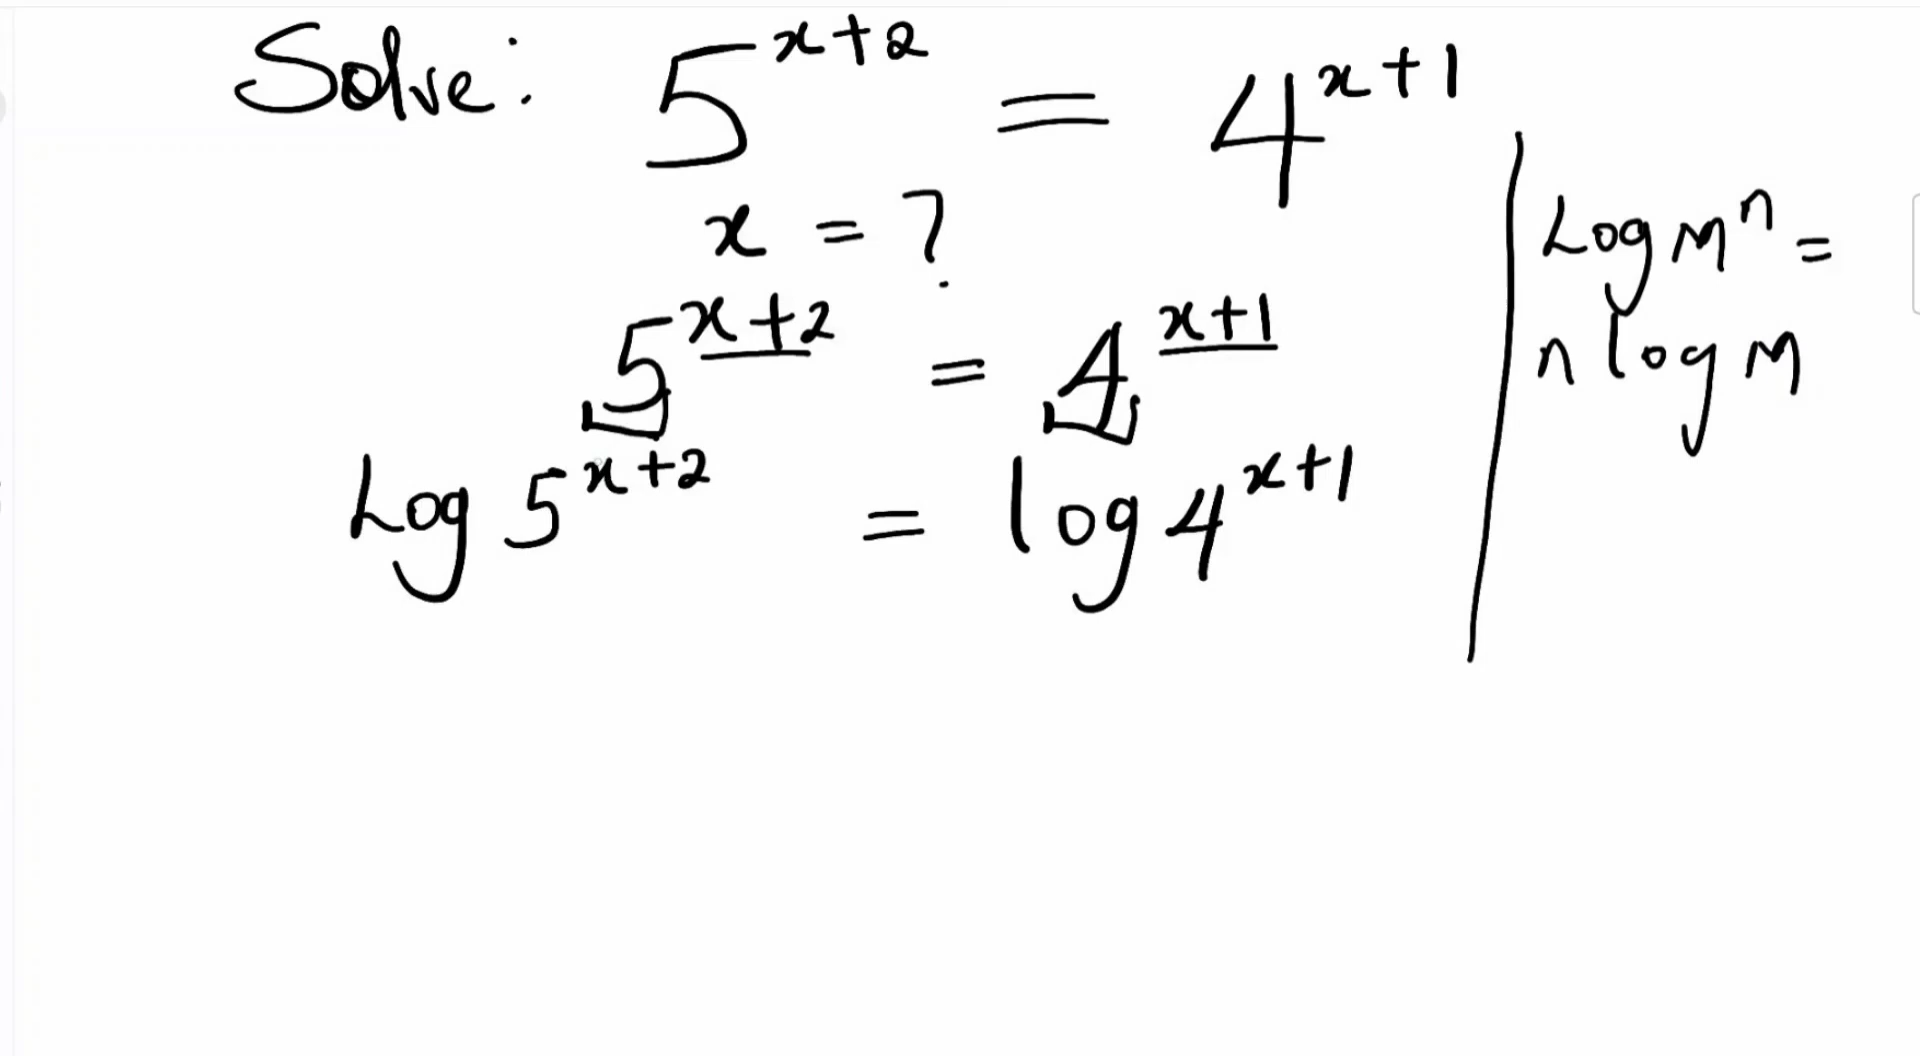 Solve: 5^{x+2} = 4^{x+1}
x = ?
5^{x+2} = 4^{x+1}
Log 5^{x+2} = log 4^{x+1}
Log M^n =
n log M